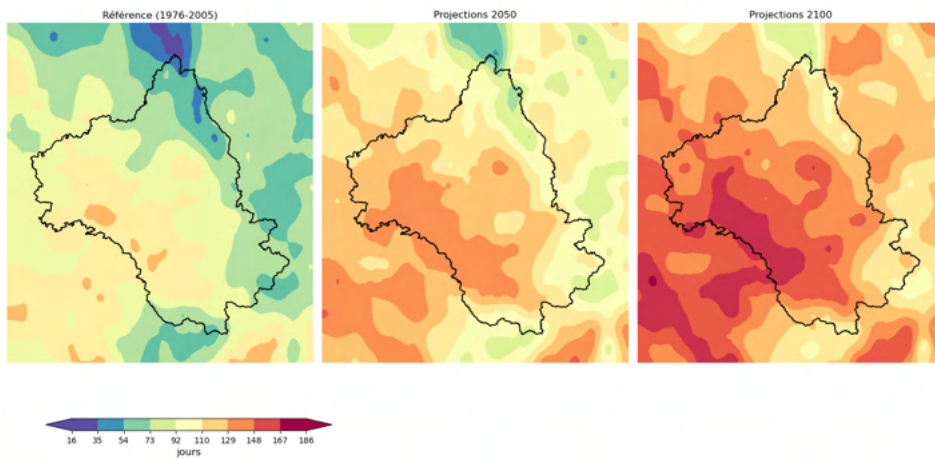 Référence (1976-2005) Projections 2050 Projections 2100
16 35 54 73 92 110 129 148 167 186
jours